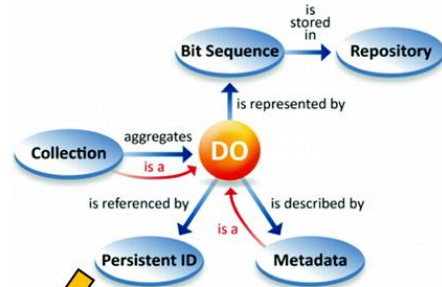 is
stored
in
Bit Sequence
Repository
is represented by
aggregates
Collection
DO
is a
is referenced by
is described by
is a
Persistent ID
Metadata